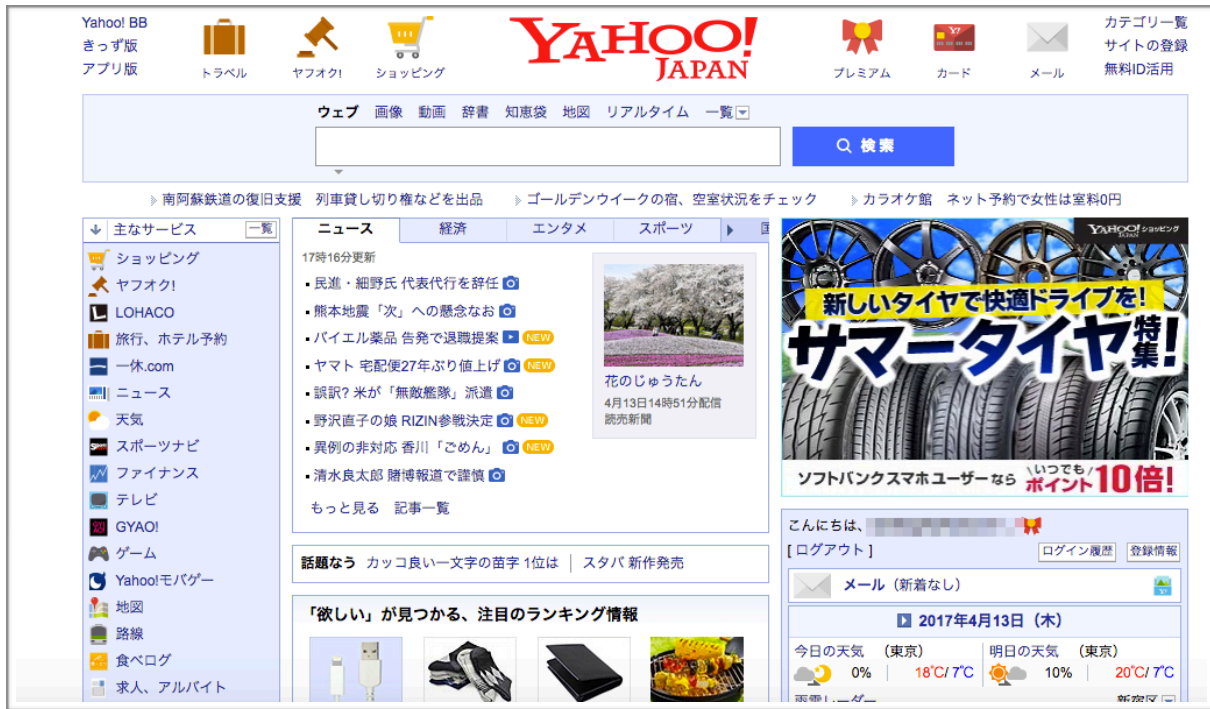 Yahoo! BB
きっず版
アプリ版
トラベル
ヤフオク!
ショッピング
YAHOO!
JAPAN
プレミアム
カード
メール
カテゴリ一覧
サイトの登録
無料ID活用
ウェブ 画像 動画 辞書 知恵袋 地図 リアルタイム 一覧
検索
南阿蘇鉄道の復旧支援 列車貸し切り権などを出品
ゴールデンウイークの宿、空室状況をチェック
カラオケ館 ネット予約で女性は室料0円
主なサービス 一覧
ショッピング
ヤフオク!
LOHACO
旅行、ホテル予約
一休.com
ニュース
天気
スポーツナビ
ファイナンス
テレビ
GYAO!
ゲーム
Yahoo!モバゲー
地図
路線
食べログ
求人、アルバイト
ニュース 経済 エンタメ スポーツ
17時16分更新
民進・細野氏 代表代行を辞任
熊本地震「次」への懸念なお
バイエル薬品 告発で退職提案 NEW
ヤマト 宅配便27年ぶり値上げ NEW
誤訳? 米が「無敵艦隊」派遣
野沢直子の娘 RIZIN参戦決定 NEW
異例の非対応 香川「ごめん」 NEW
清水良太郎 賭博報道で謹慎
もっと見る 記事一覧
花のじゅうたん
4月13日14時51分配信
読売新聞
話題なう カッコ良い一文字の苗字 1位は スタバ 新作発売
「欲しい」が見つかる、注目のランキング情報
YAHOO! ショッピング
JAPAN
新しいタイヤで快適ドライブを!
サマータイヤ特集!
ソフトバンクスマホユーザーなら いつでもポイント10倍!
こんにちは、
[ ログアウト ] ログイン履歴 登録情報
メール（新着なし）
2017年4月13日（木）
今日の天気 （東京） 明日の天気 （東京）
0% 18℃/ 7℃ 10% 20℃/ 7℃
雨雲レーダー 新宿区